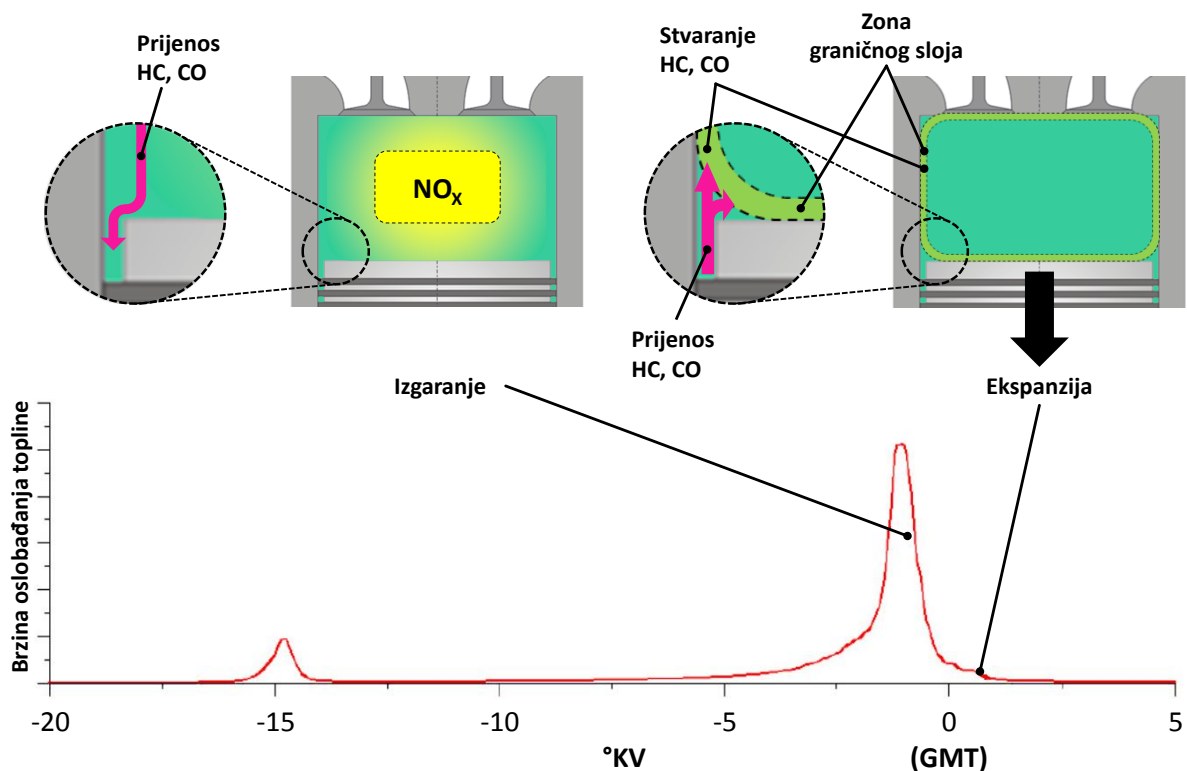 Prijenos
HC, CO
Stvaranje
HC, CO
Zona
graničnog sloja
NOX
Prijenos
HC, CO
Izgaranje
Ekspanzija
Brzina oslobađanja topline
-20
-15
-10
-5
0
5
°KV
(GMT)